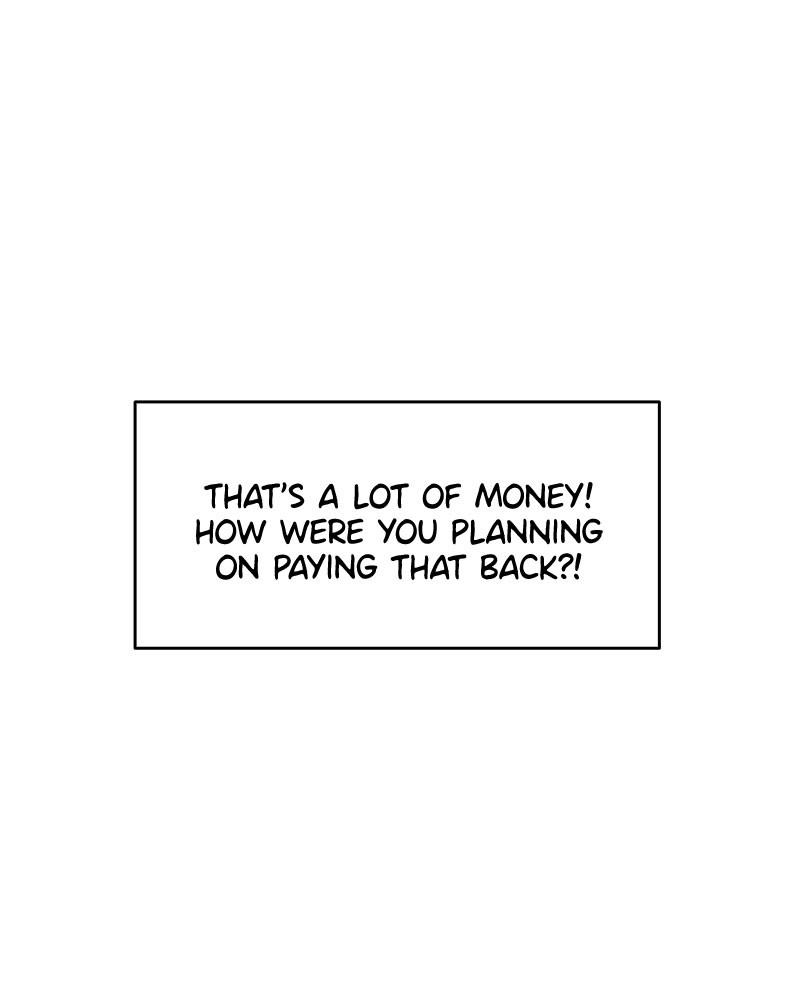 THAT'S A LOT OF MONEY!
HOW WERE YOU PLANNING
ON PAYING THAT BACK?!